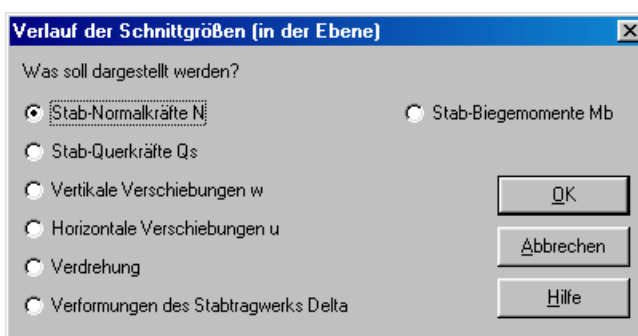 Verlauf der Schnittgrößen (in der Ebene)
Was soll dargestellt werden?
Stab-Normalkräfte N
Stab-Biegemomente Mb
Stab-Querkräfte Qs
Vertikale Verschiebungen w
OK
Horizontale Verschiebungen u
Abbrechen
Verdrehung
Hilfe
Verformungen des Stabtragwerks Delta